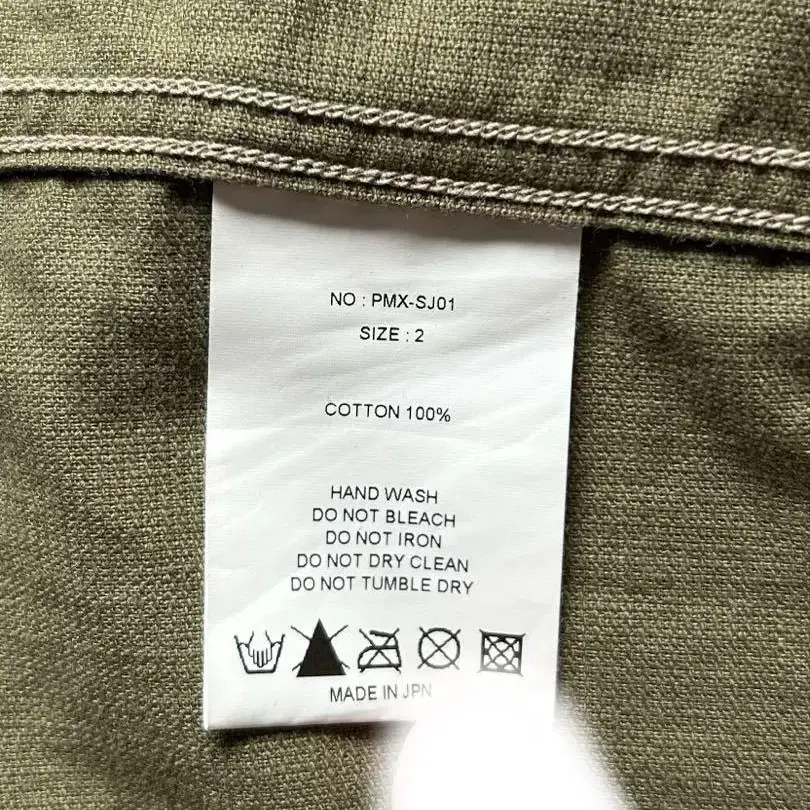 NO : PMX-SJ01
SIZE : 2
COTTON 100%
HAND WASH
DO NOT BLEACH
DO NOT IRON
DO NOT DRY CLEAN
DO NOT TUMBLE DRY
MADE IN JPN